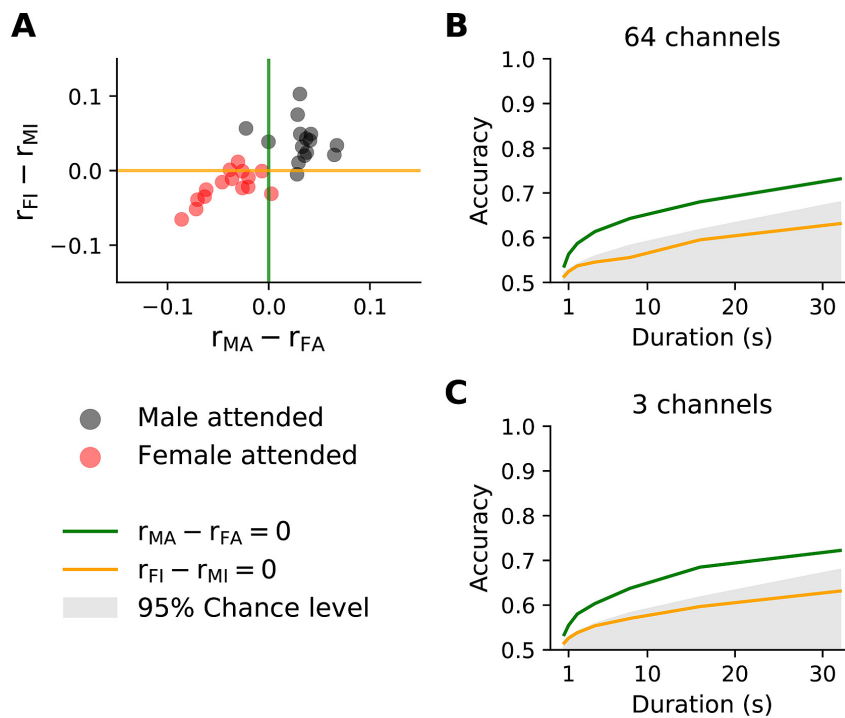 A
0.1
0.0
−0.1
r_FI − r_MI
−0.1
0.0
0.1
r_MA − r_FA
Male attended
Female attended
r_MA − r_FA = 0
r_FI − r_MI = 0
95% Chance level
B
64 channels
1.0
0.9
0.8
0.7
0.6
0.5
Accuracy
1
10
20
30
Duration (s)
C
3 channels
1.0
0.9
0.8
0.7
0.6
0.5
Accuracy
1
10
20
30
Duration (s)